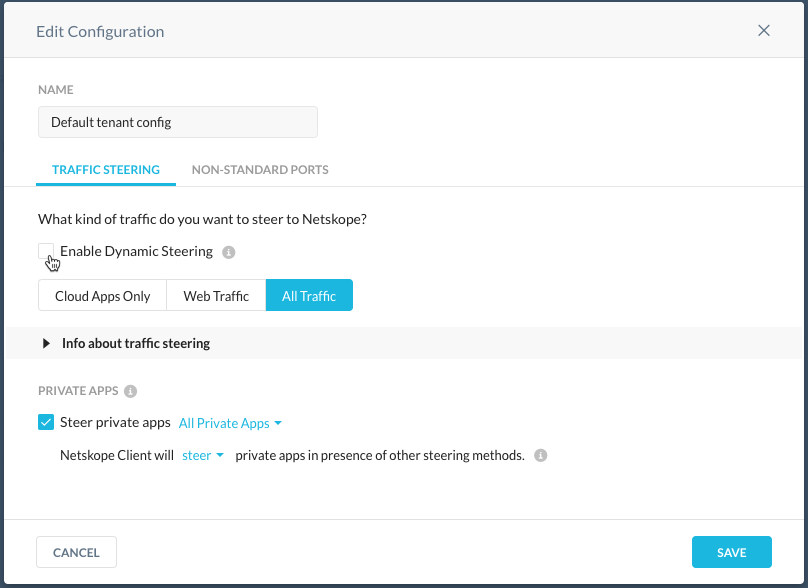 Edit Configuration
NAME
Default tenant config
TRAFFIC STEERING NON-STANDARD PORTS
What kind of traffic do you want to steer to Netskope?
Enable Dynamic Steering
Cloud Apps Only Web Traffic All Traffic
Info about traffic steering
PRIVATE APPS
Steer private apps All Private Apps
Netskope Client will steer private apps in presence of other steering methods.
CANCEL SAVE